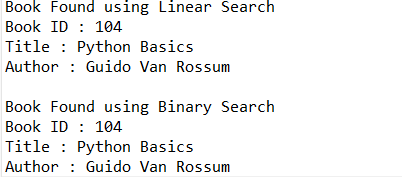 Book Found using Linear Search
Book ID : 104
Title : Python Basics
Author : Guido Van Rossum
Book Found using Binary Search
Book ID : 104
Title : Python Basics
Author : Guido Van Rossum